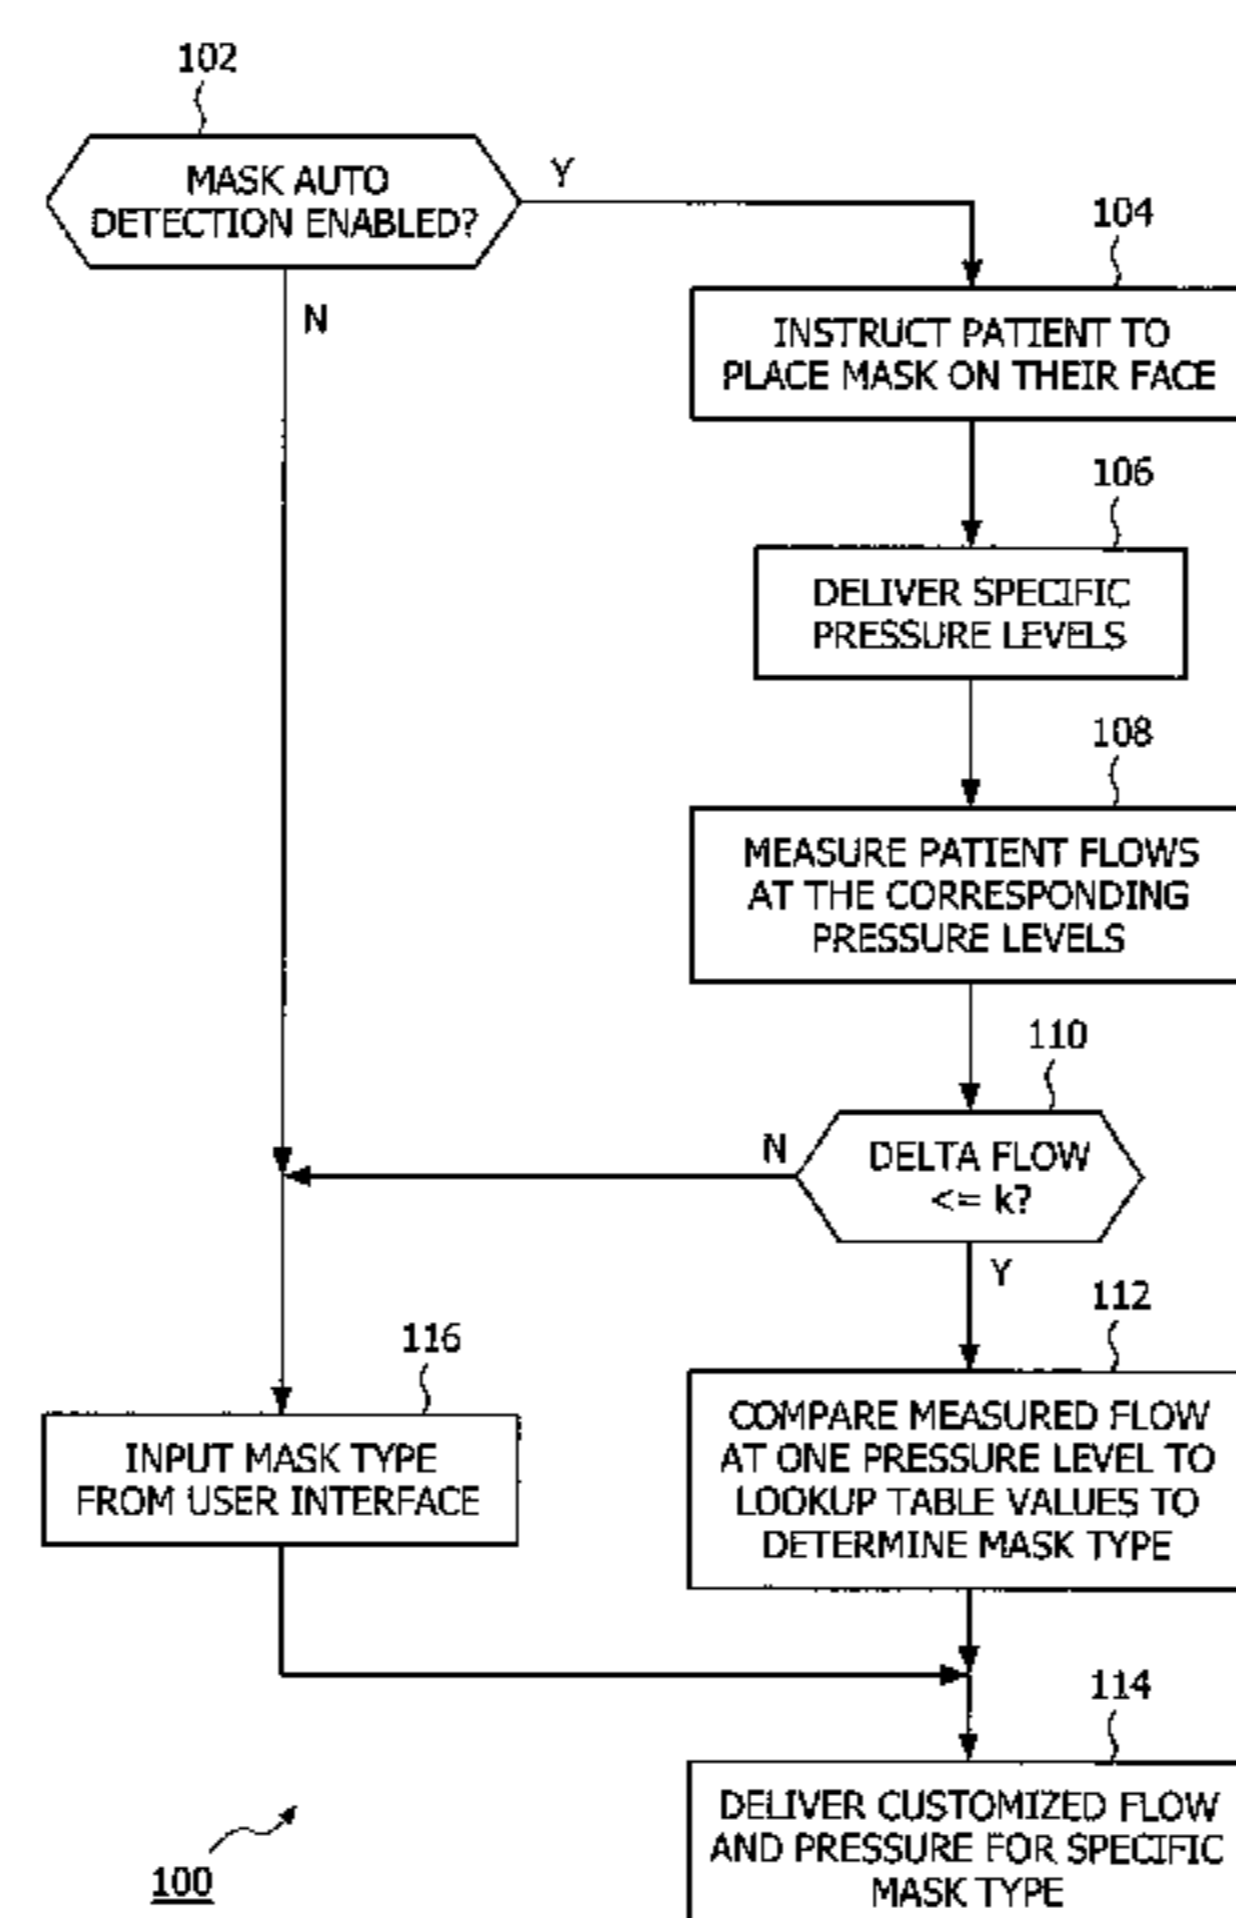 102
MASK AUTO
DETECTION ENABLED?
Y
N
104
INSTRUCT PATIENT TO
PLACE MASK ON THEIR FACE
106
DELIVER SPECIFIC
PRESSURE LEVELS
108
MEASURE PATIENT FLOWS
AT THE CORRESPONDING
PRESSURE LEVELS
110
DELTA FLOW
<= k?
N
Y
112
COMPARE MEASURED FLOW
AT ONE PRESSURE LEVEL TO
LOOKUP TABLE VALUES TO
DETERMINE MASK TYPE
116
INPUT MASK TYPE
FROM USER INTERFACE
114
DELIVER CUSTOMIZED FLOW
AND PRESSURE FOR SPECIFIC
MASK TYPE
100